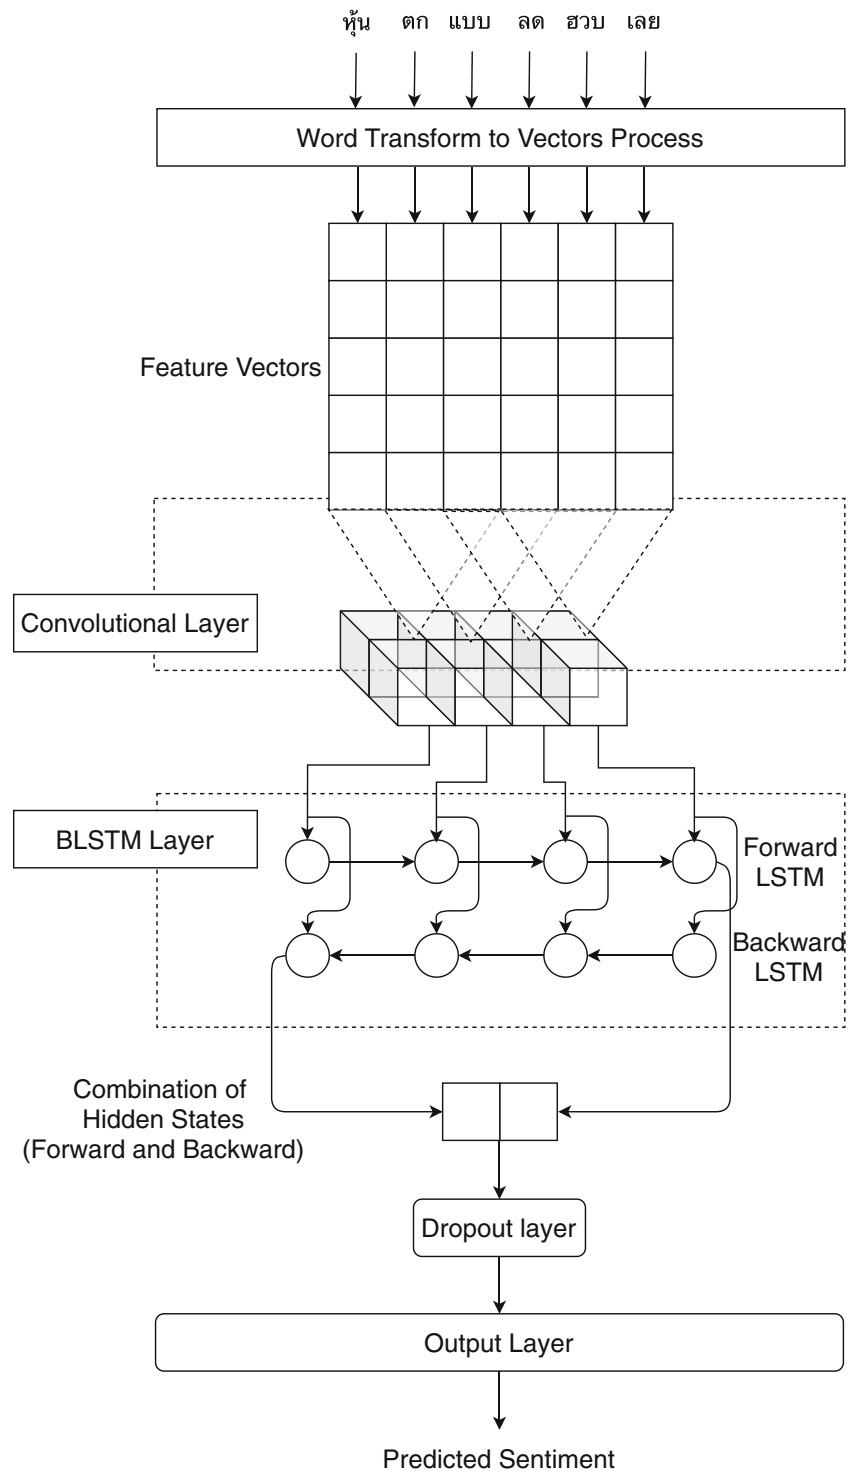 หุ้น ตก แบบ ลด ฮวบ เลย
Word Transform to Vectors Process
Feature Vectors
Convolutional Layer
BLSTM Layer
Forward
LSTM
Backward
LSTM
Combination of
Hidden States
(Forward and Backward)
Dropout layer
Output Layer
Predicted Sentiment